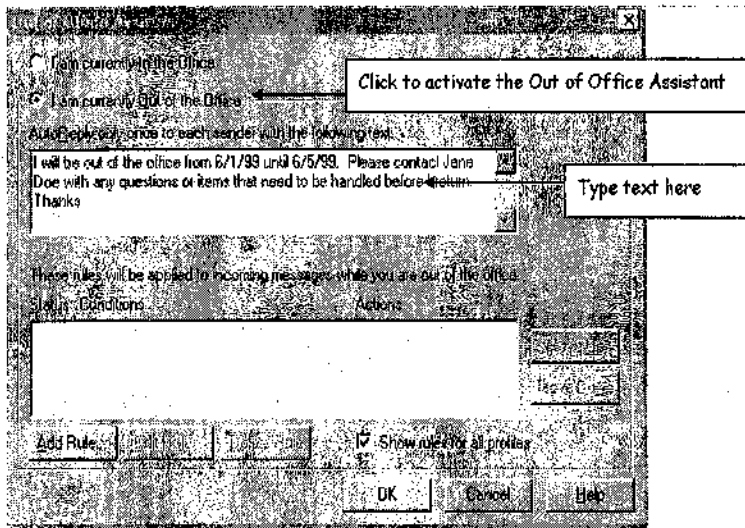 I am currently In the Office
I am currently Out of the Office
Click to activate the Out of Office Assistant
AutoReply only once to each sender with the following text:
I will be out of the office from 6/1/99 until 6/5/99. Please contact Jane
Doe with any questions or items that need to be handled before I return.
Thanks
Type text here
These rules will be applied to incoming messages while you are out of the office:
Status Conditions Actions
Add Rule... Show rules for all profiles
OK Cancel Help